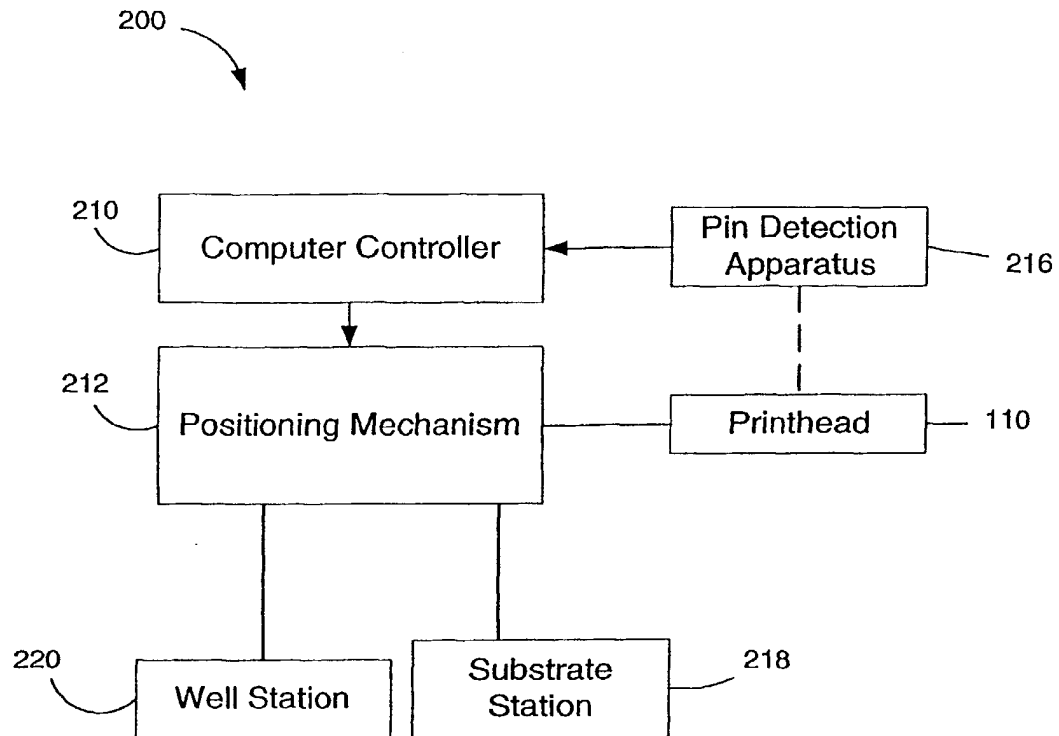 200
210
Computer Controller
Pin Detection
Apparatus
216
212
Positioning Mechanism
Printhead
110
220
Well Station
Substrate
Station
218